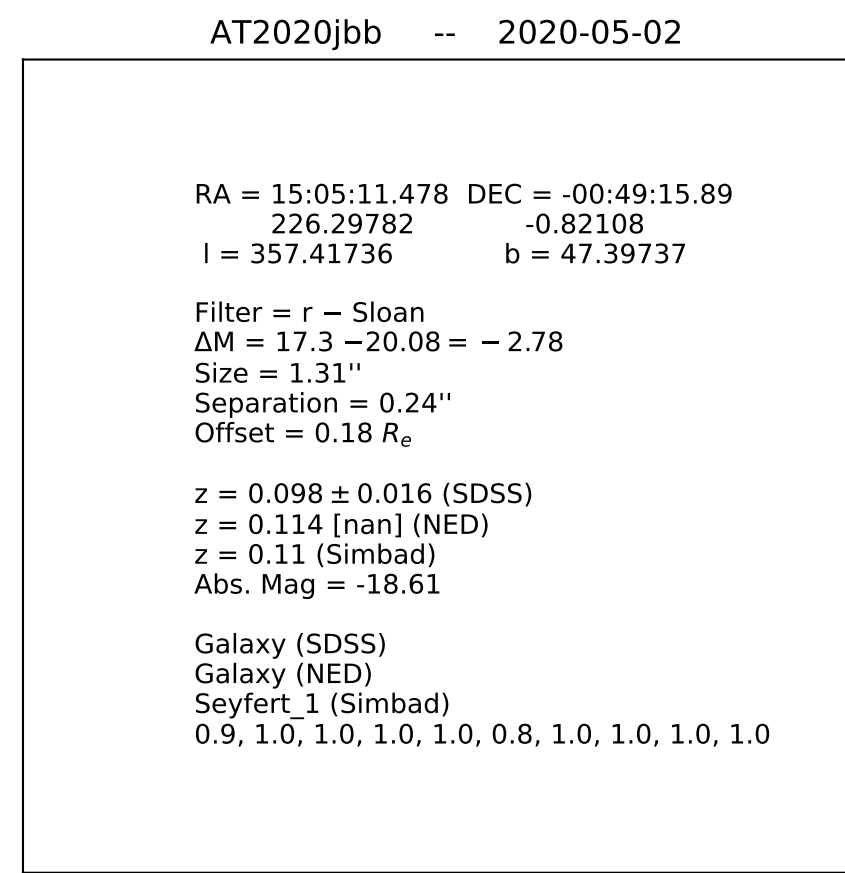 AT2020jbb -- 2020-05-02
RA = 15:05:11.478 DEC = -00:49:15.89
226.29782 -0.82108
l = 357.41736 b = 47.39737
Filter = r − Sloan
ΔM = 17.3 −20.08 = − 2.78
Size = 1.31''
Separation = 0.24''
Offset = 0.18 Rₑ
z = 0.098 ± 0.016 (SDSS)
z = 0.114 [nan] (NED)
z = 0.11 (Simbad)
Abs. Mag = -18.61
Galaxy (SDSS)
Galaxy (NED)
Seyfert_1 (Simbad)
0.9, 1.0, 1.0, 1.0, 1.0, 0.8, 1.0, 1.0, 1.0, 1.0